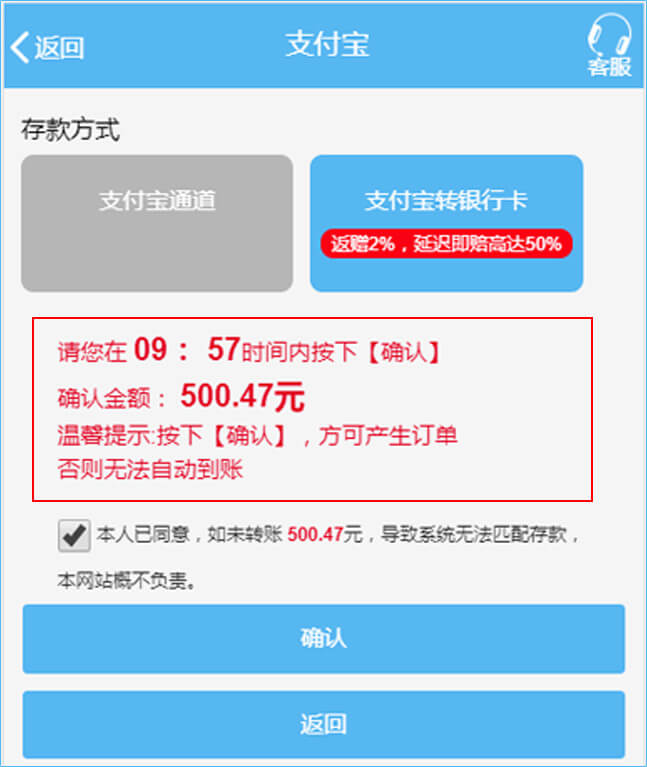 返回
支付宝
客服
存款方式
支付宝通道
支付宝转银行卡
返赠2%，延迟即赔高达50%
请您在 09： 57时间内按下【确认】
确认金额： 500.47元
温馨提示:按下【确认】，方可产生订单
否则无法自动到账
本人已同意，如未转账 500.47元，导致系统无法匹配存款，
本网站概不负责。
确认
返回